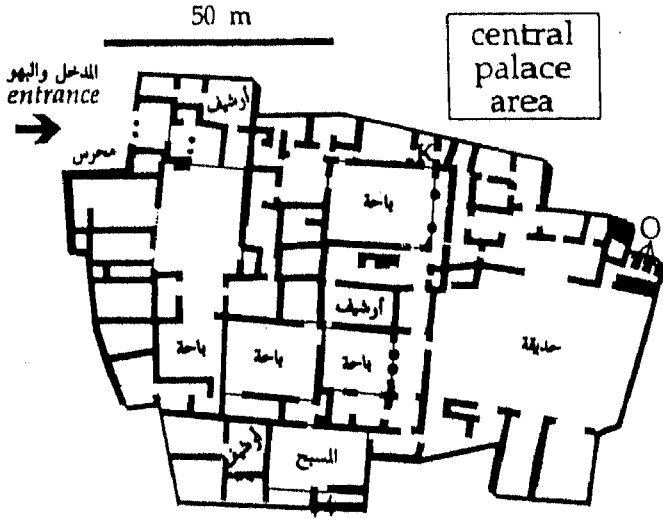 50 m
central
palace
area
المدخل والبهو
entrance
أرشيف
محرس
K
باحة
O
أرشيف
حديقة
باحة
باحة
باحة
المسبح